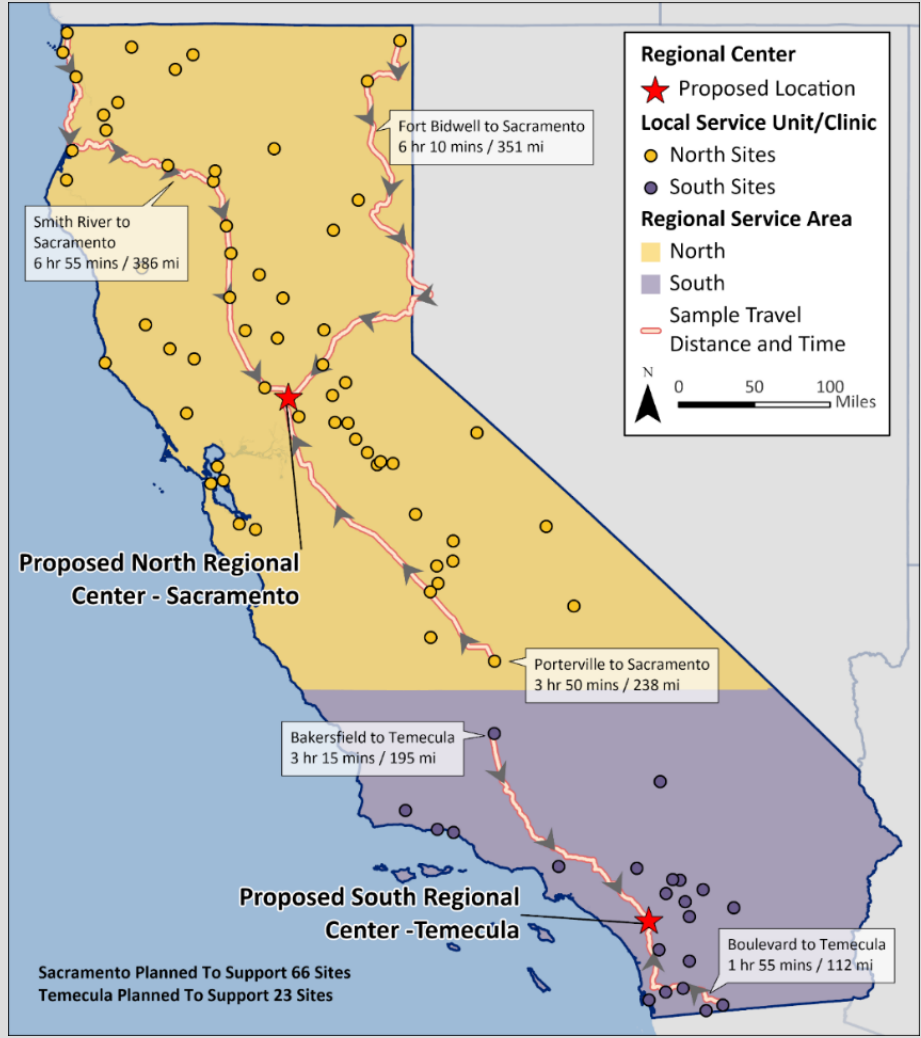 Regional Center
Proposed Location
Local Service Unit/Clinic
North Sites
South Sites
Regional Service Area
North
South
Sample Travel
Distance and Time
N
0 50 100
Miles
Fort Bidwell to Sacramento
6 hr 10 mins / 351 mi
Smith River to
Sacramento
6 hr 55 mins / 386 mi
Proposed North Regional
Center - Sacramento
Porterville to Sacramento
3 hr 50 mins / 238 mi
Bakersfield to Temecula
3 hr 15 mins / 195 mi
Proposed South Regional
Center -Temecula
Boulevard to Temecula
1 hr 55 mins / 112 mi
Sacramento Planned To Support 66 Sites
Temecula Planned To Support 23 Sites